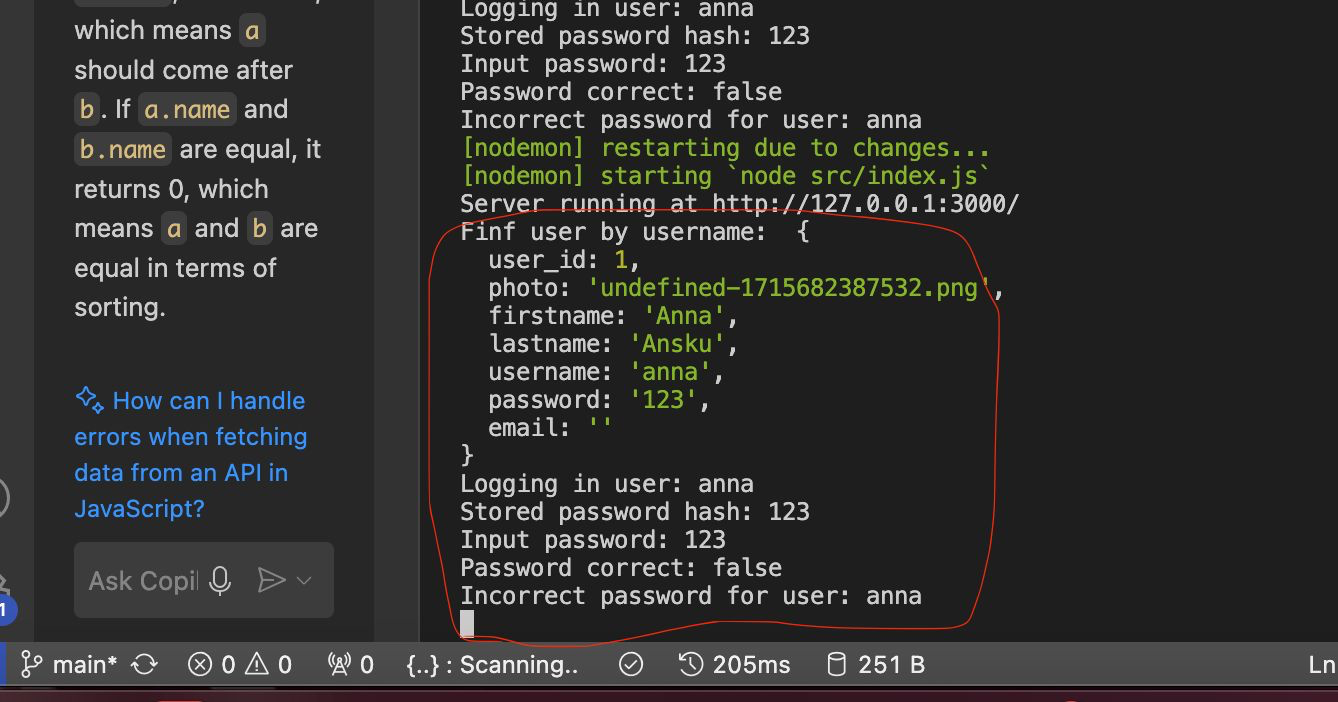 which means a
should come after
b. If a.name and
b.name are equal, it
returns 0, which
means a and b are
equal in terms of
sorting.
How can I handle
errors when fetching
data from an API in
JavaScript?
Ask Copil
Logging in user: anna
Stored password hash: 123
Input password: 123
Password correct: false
Incorrect password for user: anna
[nodemon] restarting due to changes...
[nodemon] starting `node src/index.js`
Server running at http://127.0.0.1:3000/
Finf user by username:  {
  user_id: 1,
  photo: 'undefined-1715682387532.png',
  firstname: 'Anna',
  lastname: 'Ansku',
  username: 'anna',
  password: '123',
  email: ''
}
Logging in user: anna
Stored password hash: 123
Input password: 123
Password correct: false
Incorrect password for user: anna
1
main* 0 0 0 {..} : Scanning.. 205ms 251 B Ln